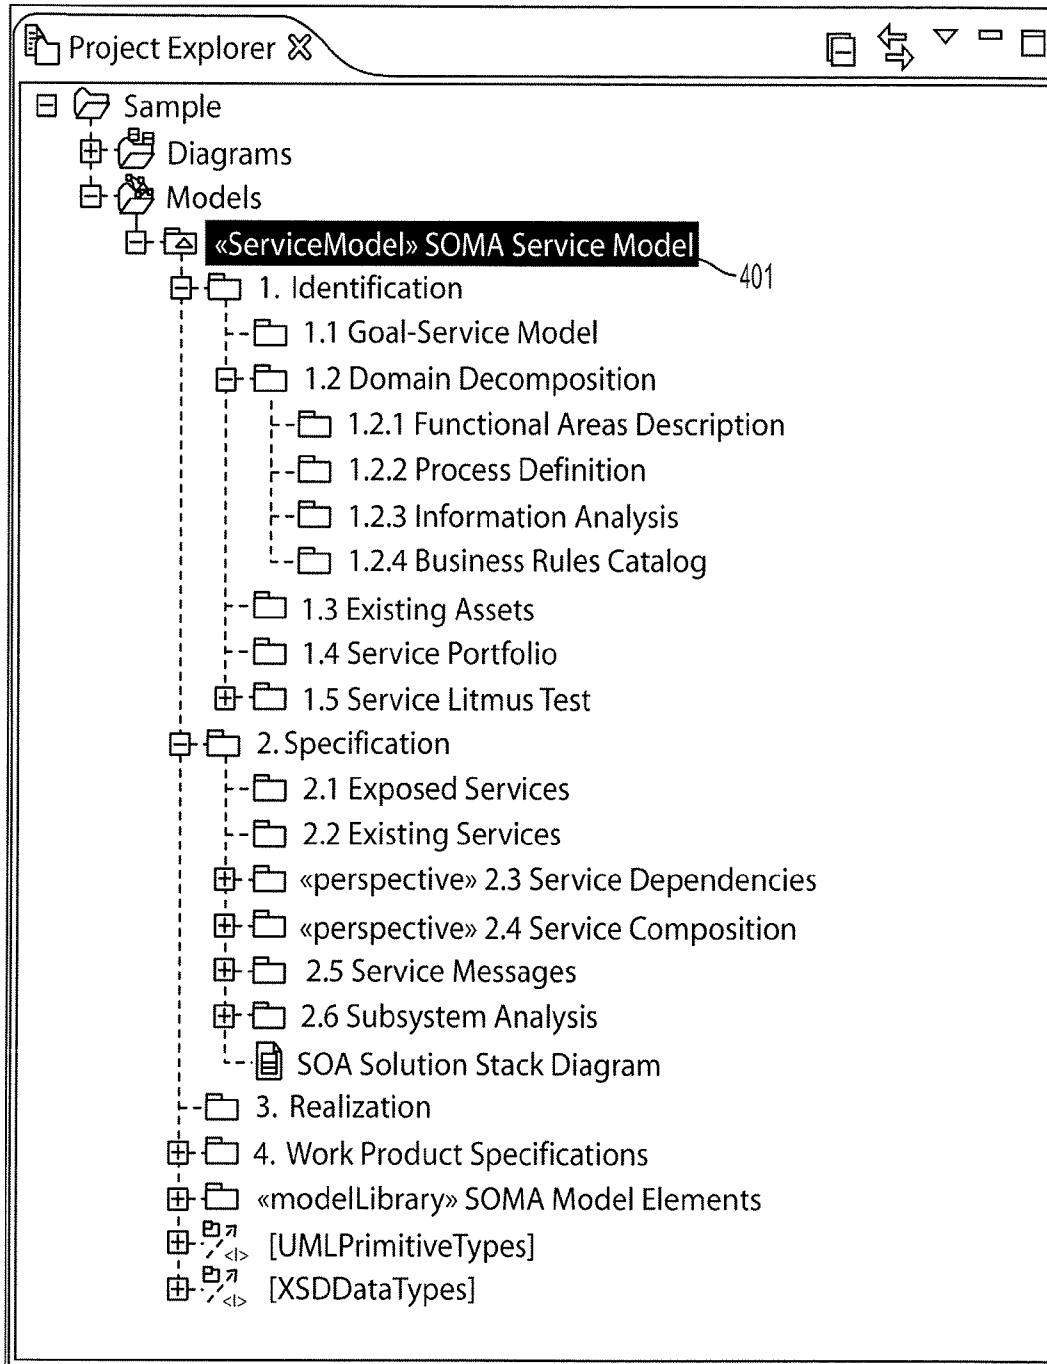 Project Explorer
Sample
Diagrams
Models
«ServiceModel» SOMA Service Model
401
1. Identification
1.1 Goal-Service Model
1.2 Domain Decomposition
1.2.1 Functional Areas Description
1.2.2 Process Definition
1.2.3 Information Analysis
1.2.4 Business Rules Catalog
1.3 Existing Assets
1.4 Service Portfolio
1.5 Service Litmus Test
2. Specification
2.1 Exposed Services
2.2 Existing Services
«perspective» 2.3 Service Dependencies
«perspective» 2.4 Service Composition
2.5 Service Messages
2.6 Subsystem Analysis
SOA Solution Stack Diagram
3. Realization
4. Work Product Specifications
«modelLibrary» SOMA Model Elements
[UMLPrimitiveTypes]
[XSDDataTypes]